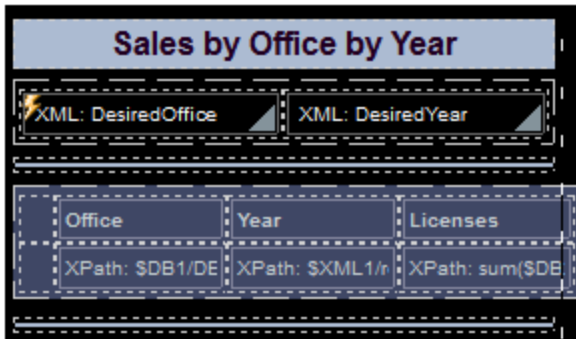 Sales by Office by Year
XML: DesiredOffice XML: DesiredYear
Office Year Licenses
XPath: $DB1/DE XPath: $XML1/r XPath: sum($DB